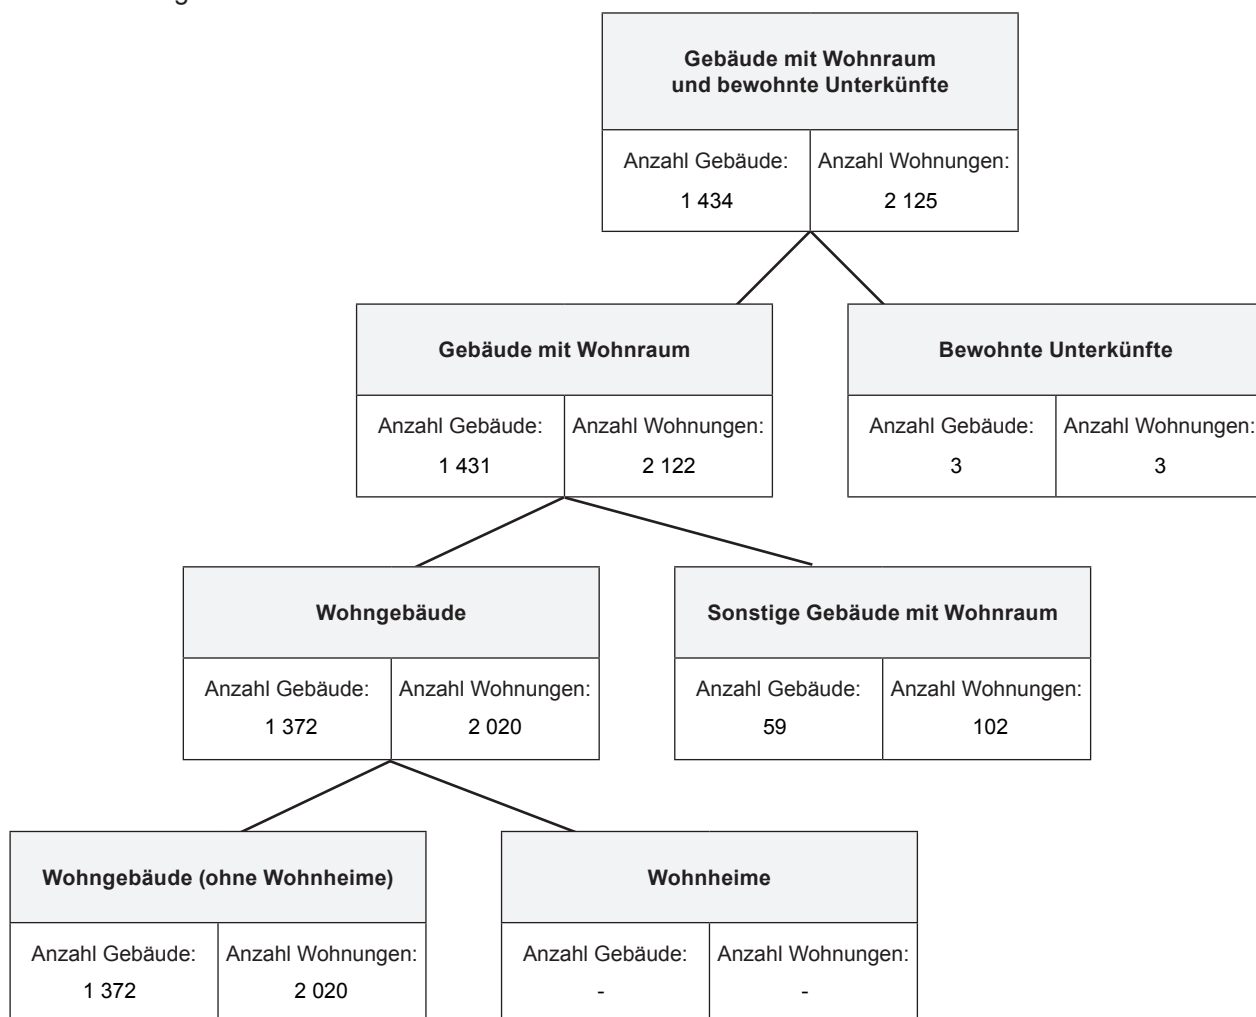 Gebäude mit Wohnraum
und bewohnte Unterkünfte
Anzahl Gebäude: Anzahl Wohnungen:
1 434 2 125
Gebäude mit Wohnraum
Anzahl Gebäude: Anzahl Wohnungen:
1 431 2 122
Bewohnte Unterkünfte
Anzahl Gebäude: Anzahl Wohnungen:
3 3
Wohngebäude
Anzahl Gebäude: Anzahl Wohnungen:
1 372 2 020
Sonstige Gebäude mit Wohnraum
Anzahl Gebäude: Anzahl Wohnungen:
59 102
Wohngebäude (ohne Wohnheime)
Anzahl Gebäude: Anzahl Wohnungen:
1 372 2 020
Wohnheime
Anzahl Gebäude: Anzahl Wohnungen:
- -